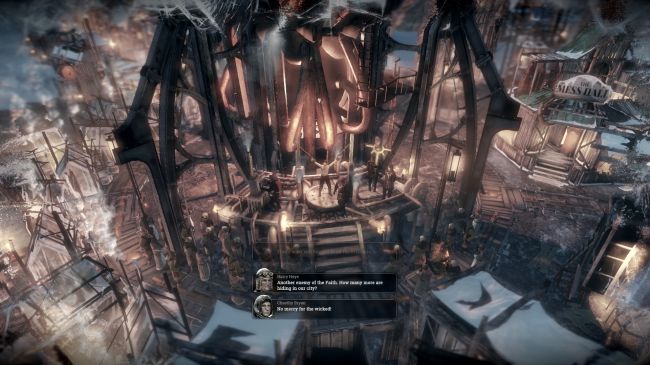 MESS HALL
Another enemy of the Faith. How many more are
hiding in our city?
No mercy for the wicked!